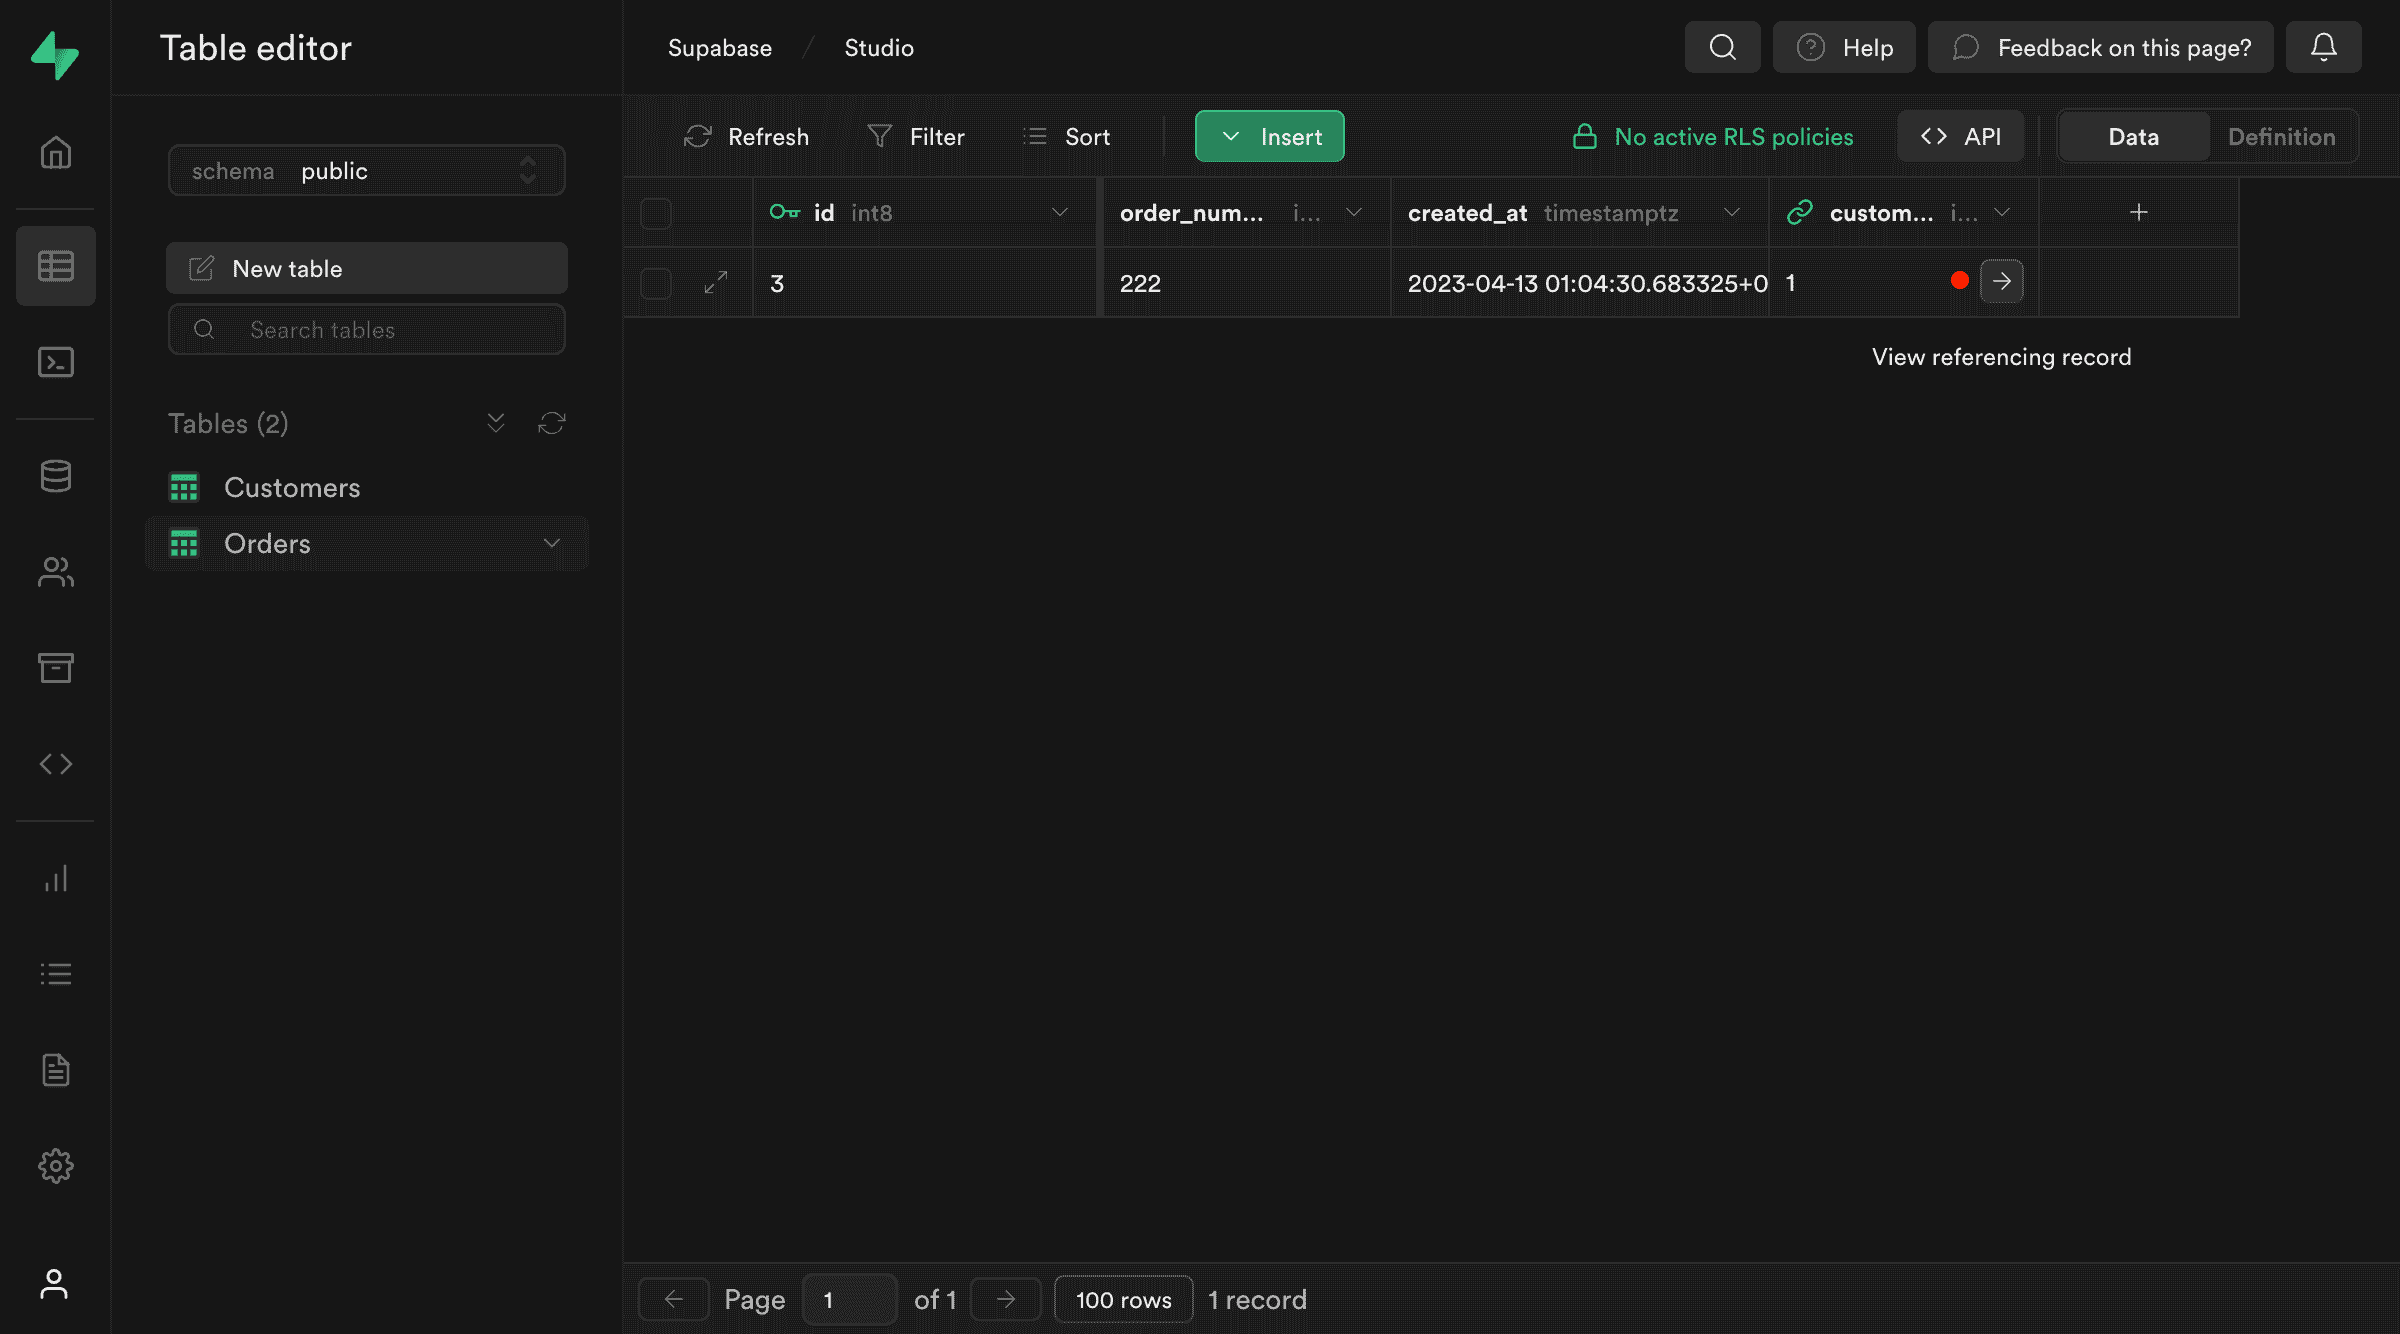 Table editor
Supabase / Studio
Help
Feedback on this page?
schema public
Refresh
Filter
Sort
Insert
No active RLS policies
API
Data
Definition
id int8
order_num... i...
created_at timestamptz
custom... i...
3
222
2023-04-13 01:04:30.683325+0
1
View referencing record
New table
Search tables
Tables (2)
Customers
Orders
Page 1 of 1
100 rows
1 record